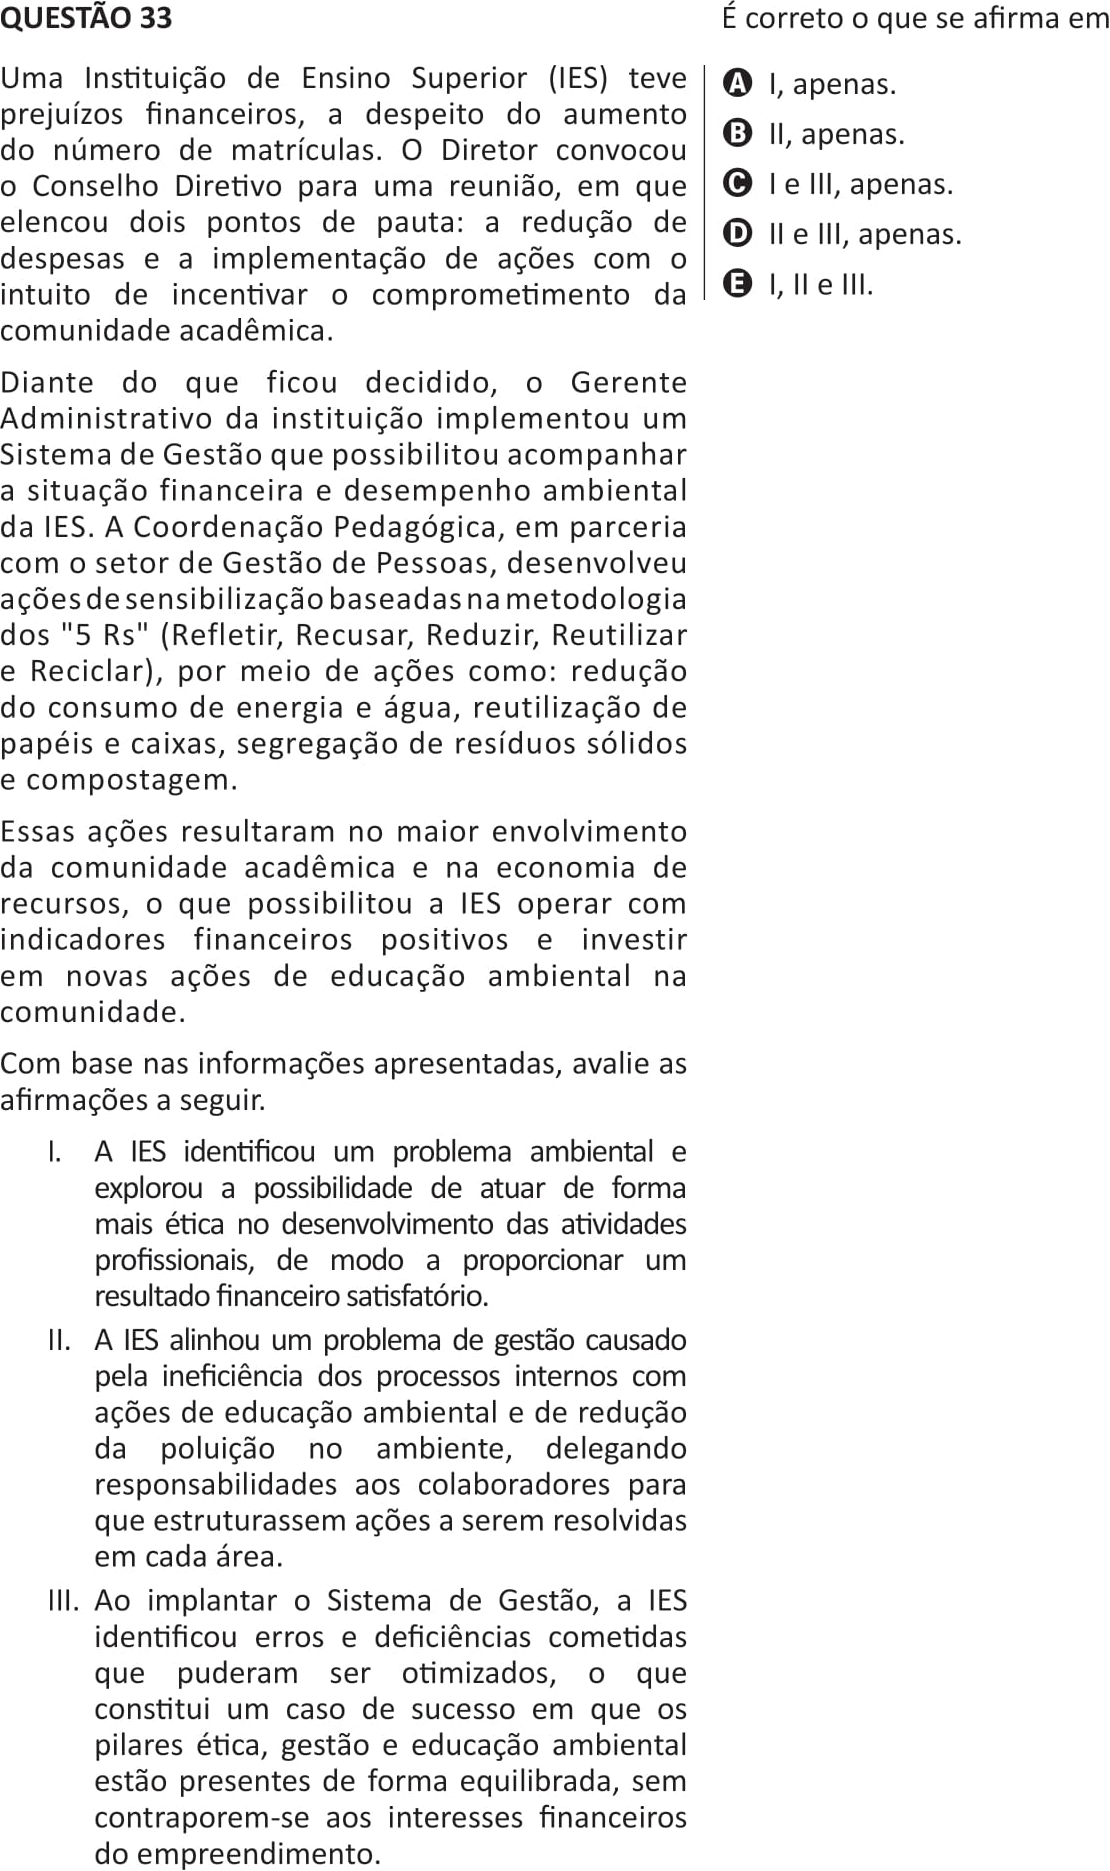 QUESTÃO 33
Uma Instituição de Ensino Superior (IES) teve
prejuízos financeiros, a despeito do aumento
do número de matrículas. O Diretor convocou
o Conselho Diretivo para uma reunião, em que
elencou dois pontos de pauta: a redução de
despesas e a implementação de ações com o
intuito de incentivar o comprometimento da
comunidade acadêmica.
Diante do que ficou decidido, o Gerente
Administrativo da instituição implementou um
Sistema de Gestão que possibilitou acompanhar
a situação financeira e desempenho ambiental
da IES. A Coordenação Pedagógica, em parceria
com o setor de Gestão de Pessoas, desenvolveu
ações de sensibilização baseadas na metodologia
dos "5 Rs" (Refletir, Recusar, Reduzir, Reutilizar
e Reciclar), por meio de ações como: redução
do consumo de energia e água, reutilização de
papéis e caixas, segregação de resíduos sólidos
e compostagem.
Essas ações resultaram no maior envolvimento
da comunidade acadêmica e na economia de
recursos, o que possibilitou a IES operar com
indicadores financeiros positivos e investir
em novas ações de educação ambiental na
comunidade.
Com base nas informações apresentadas, avalie as
afirmações a seguir.
I. A IES identificou um problema ambiental e
explorou a possibilidade de atuar de forma
mais ética no desenvolvimento das atividades
profissionais, de modo a proporcionar um
resultado financeiro satisfatório.
II. A IES alinhou um problema de gestão causado
pela ineficiência dos processos internos com
ações de educação ambiental e de redução
da poluição no ambiente, delegando
responsabilidades aos colaboradores para
que estruturassem ações a serem resolvidas
em cada área.
III. Ao implantar o Sistema de Gestão, a IES
identificou erros e deficiências cometidas
que puderam ser otimizados, o que
constitui um caso de sucesso em que os
pilares ética, gestão e educação ambiental
estão presentes de forma equilibrada, sem
contraporem-se aos interesses financeiros
do empreendimento.
É correto o que se afirma em
A I, apenas.
B II, apenas.
C I e III, apenas.
D II e III, apenas.
E I, II e III.